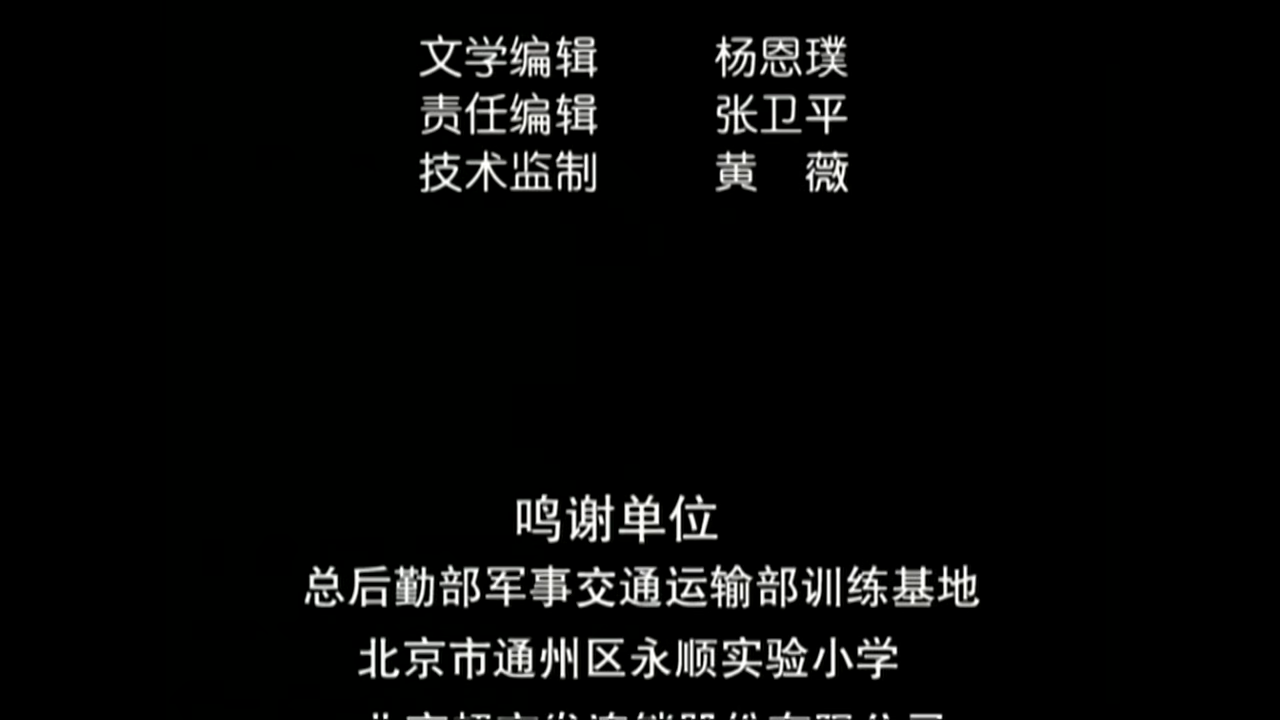 文学编辑 杨恩璞
责任编辑 张卫平
技术监制 黄 薇
鸣谢单位
总后勤部军事交通运输部训练基地
北京市通州区永顺实验小学